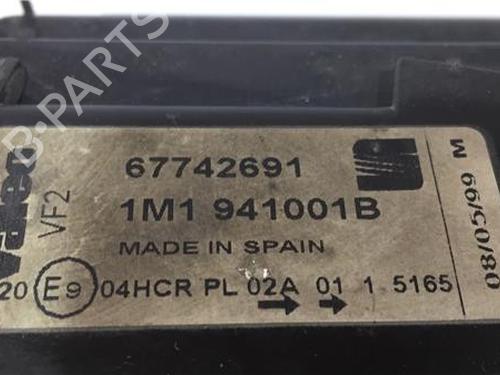 B-PARTS
Valeo
VF2
67742691
1M1 941001B
MADE IN SPAIN
20 E9 04HCR PL 02A 01 1 5165
08/05/99 M